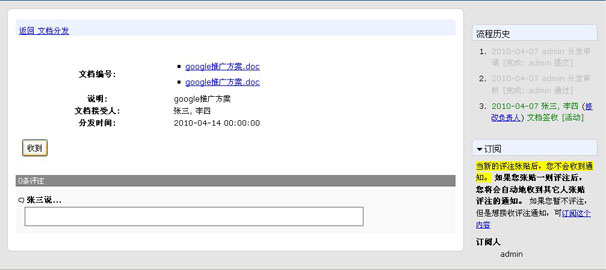 返回 文档分发
文档编号:
google推广方案.doc
google推广方案.doc
说明: google推广方案
文档接受人: 张三, 李四
分发时间: 2010-04-14 00:00:00
收到
0条评注
张三说...
流程历史
1. 2010-04-07 admin 分发申
请 [完成: admin 提交]
2. 2010-04-07 admin 分发审
核 [完成: admin 通过]
3. 2010-04-07 张三, 李四 (修
改负责人) 文档签收 [活动]
订阅
当新的评注张贴后, 您不会收到通
知。 如果您张贴一则评注后,
您将会自动地收到其它人张贴
评注的通知。 如果您暂不评注,
但是想接收评注通知, 可订阅这个
内容
订阅人
admin